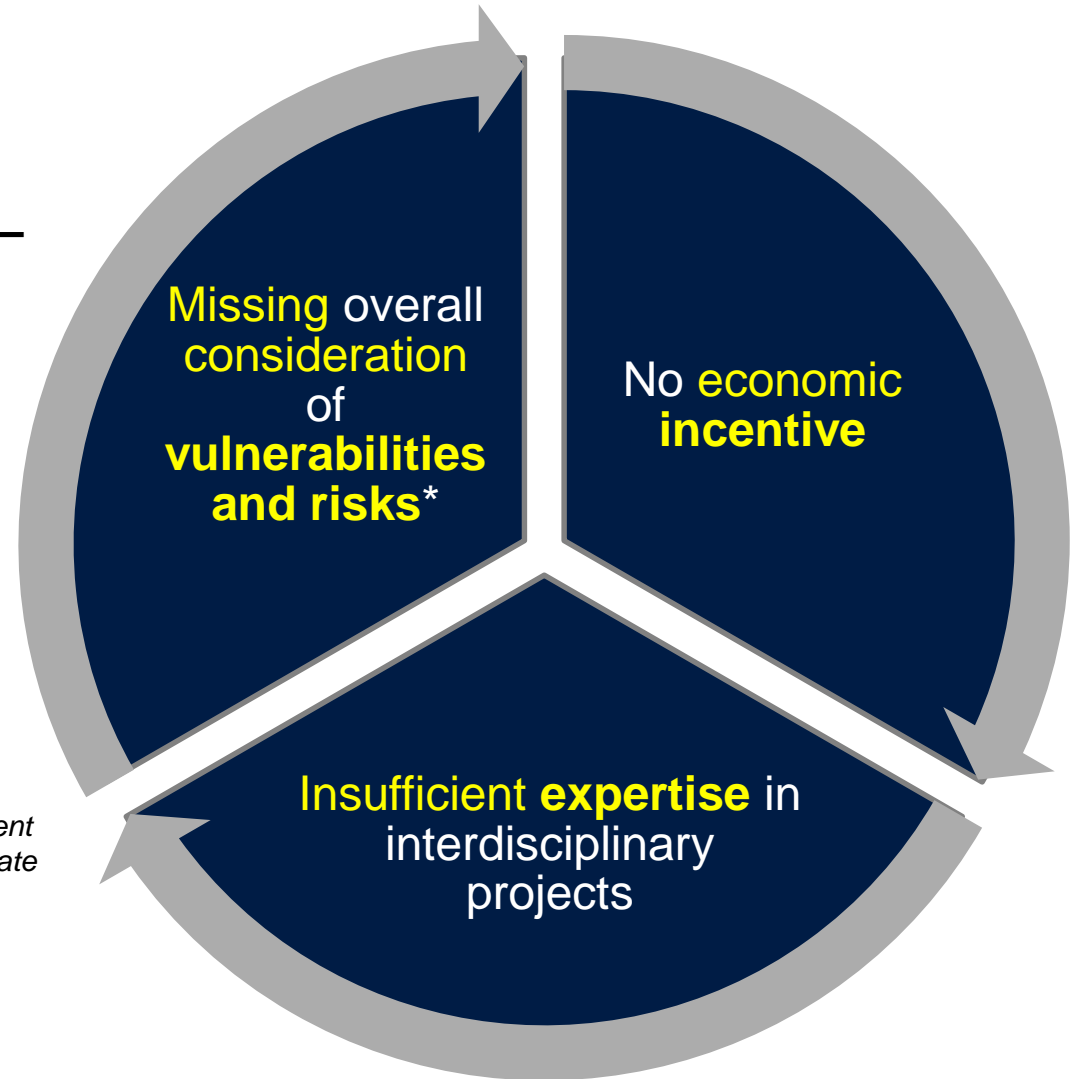 Missing overall
consideration
of
vulnerabilities
and risks*
No economic
incentive
Insufficient expertise in
interdisciplinary
projects